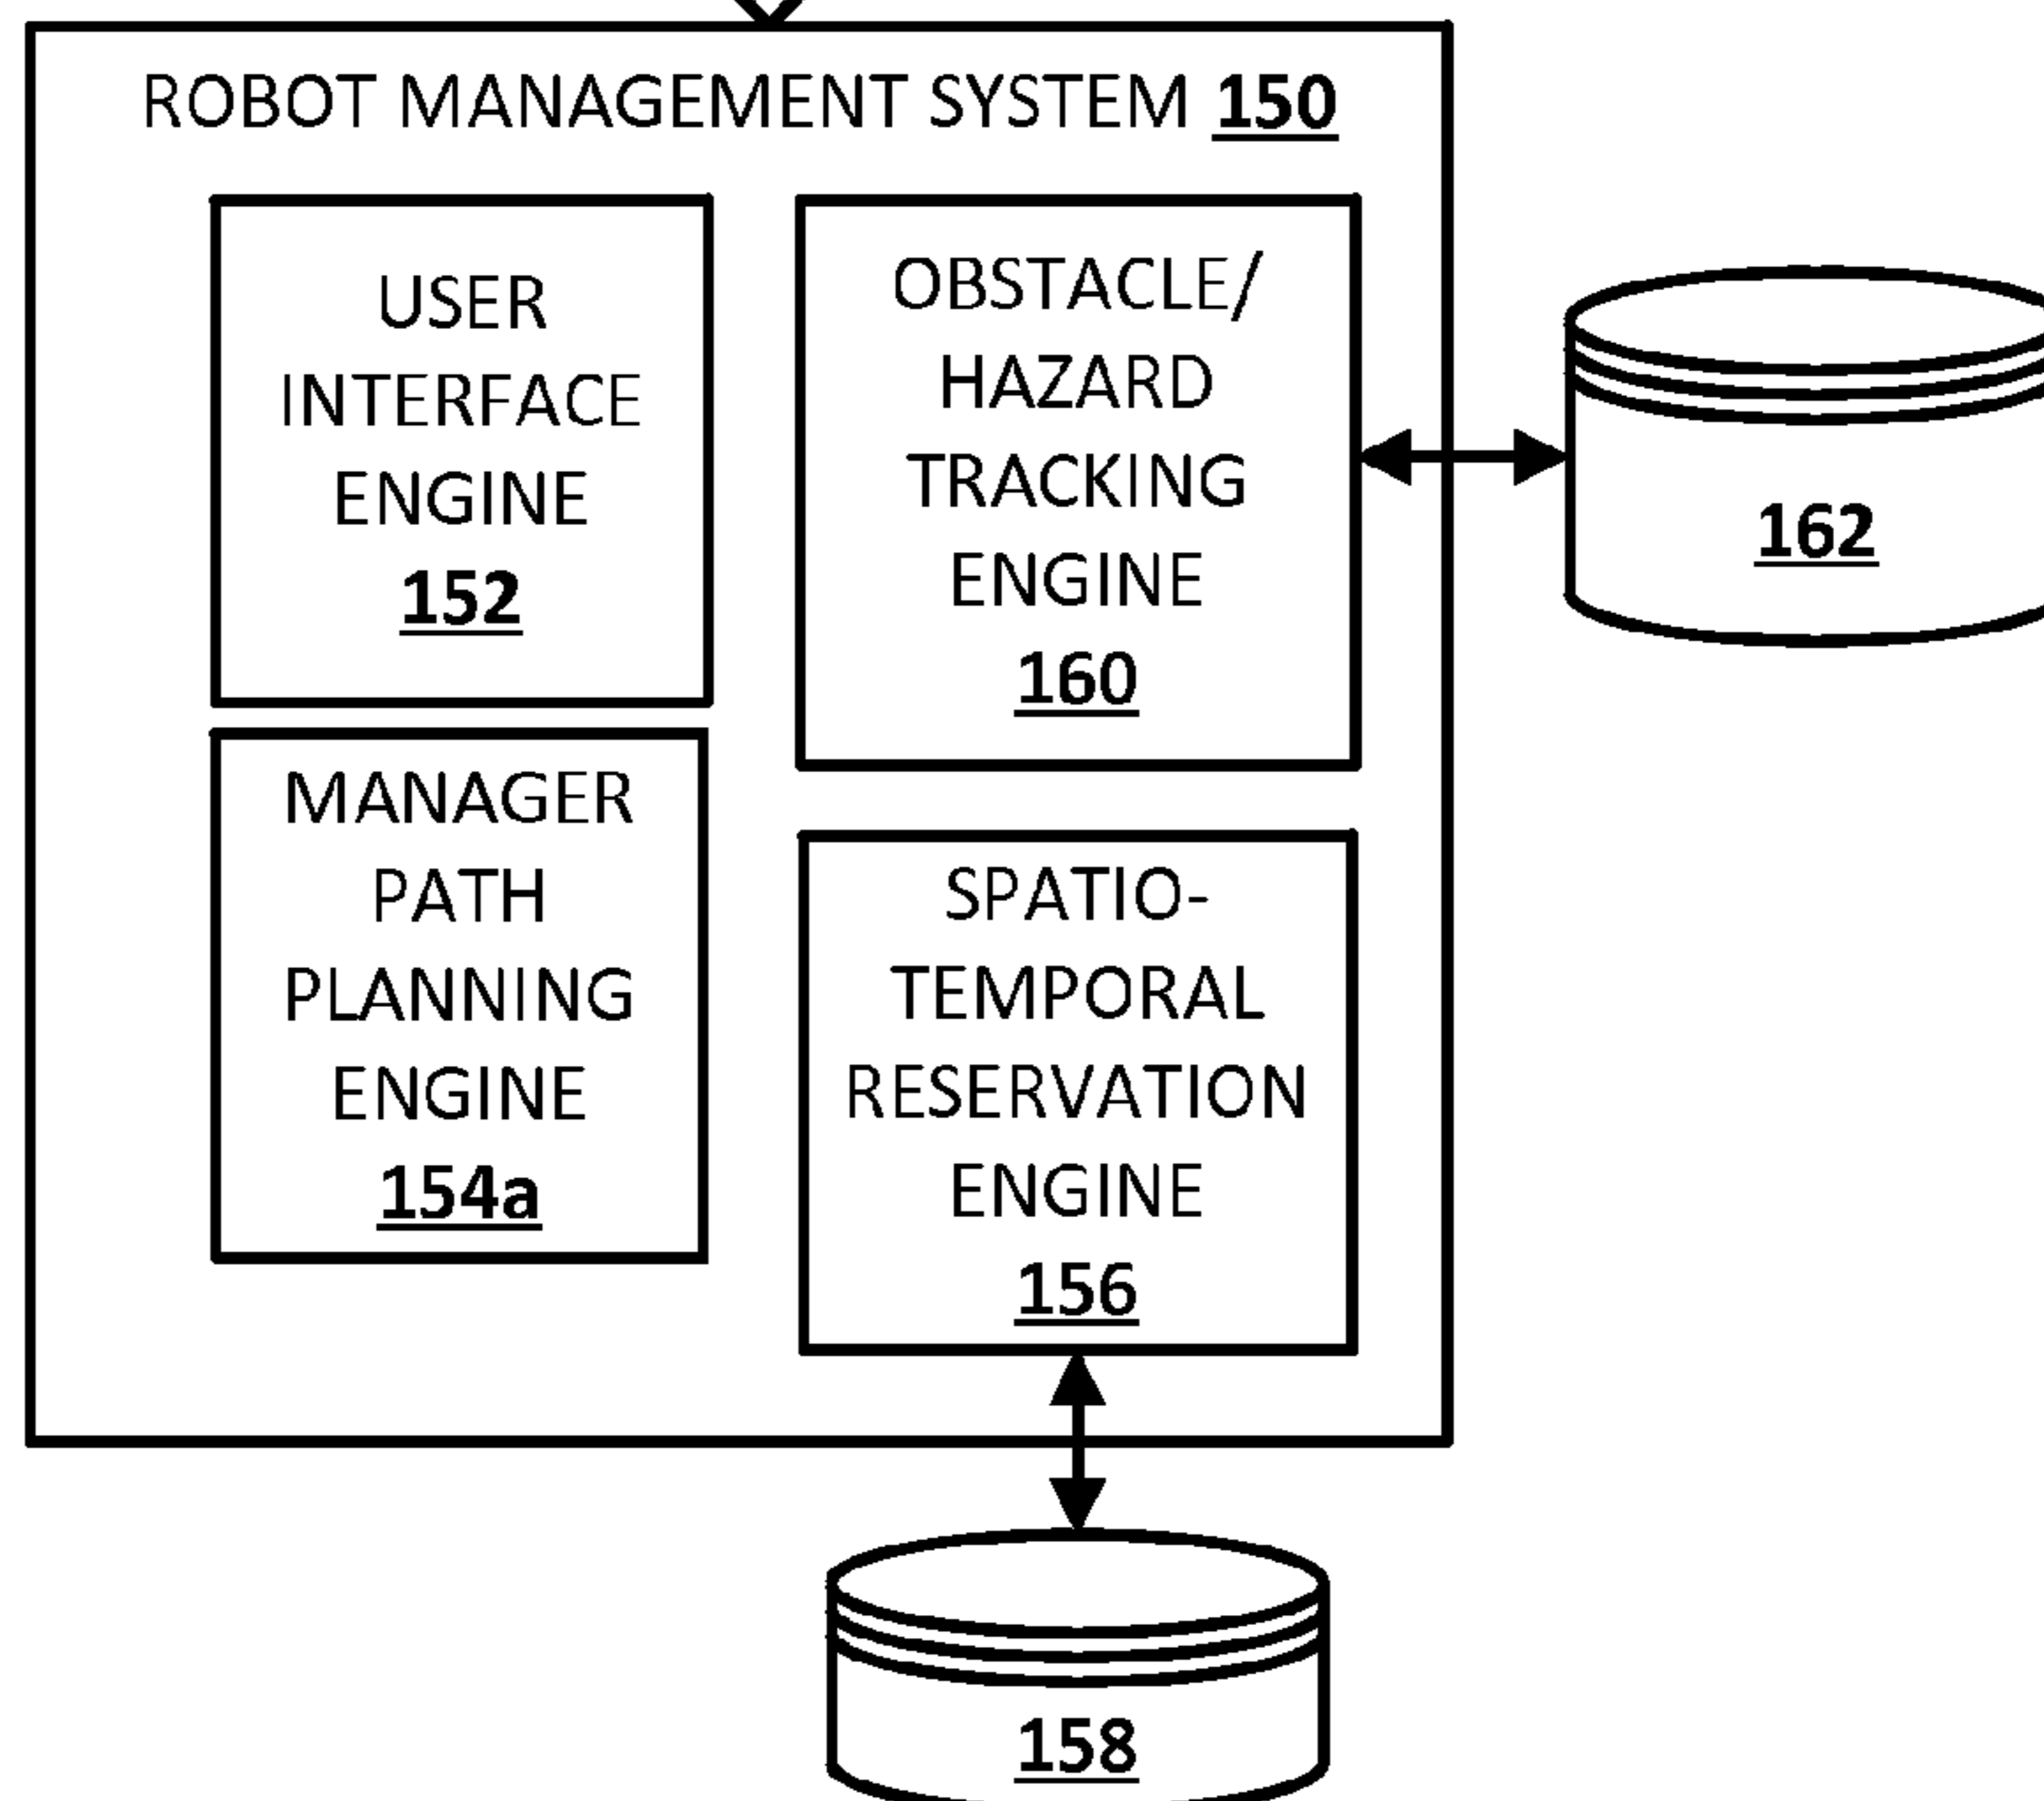 ROBOT MANAGEMENT SYSTEM 150
USER
INTERFACE
ENGINE
152
OBSTACLE/
HAZARD
TRACKING
ENGINE
160
162
MANAGER
PATH
PLANNING
ENGINE
154a
SPATIO-
TEMPORAL
RESERVATION
ENGINE
156
158